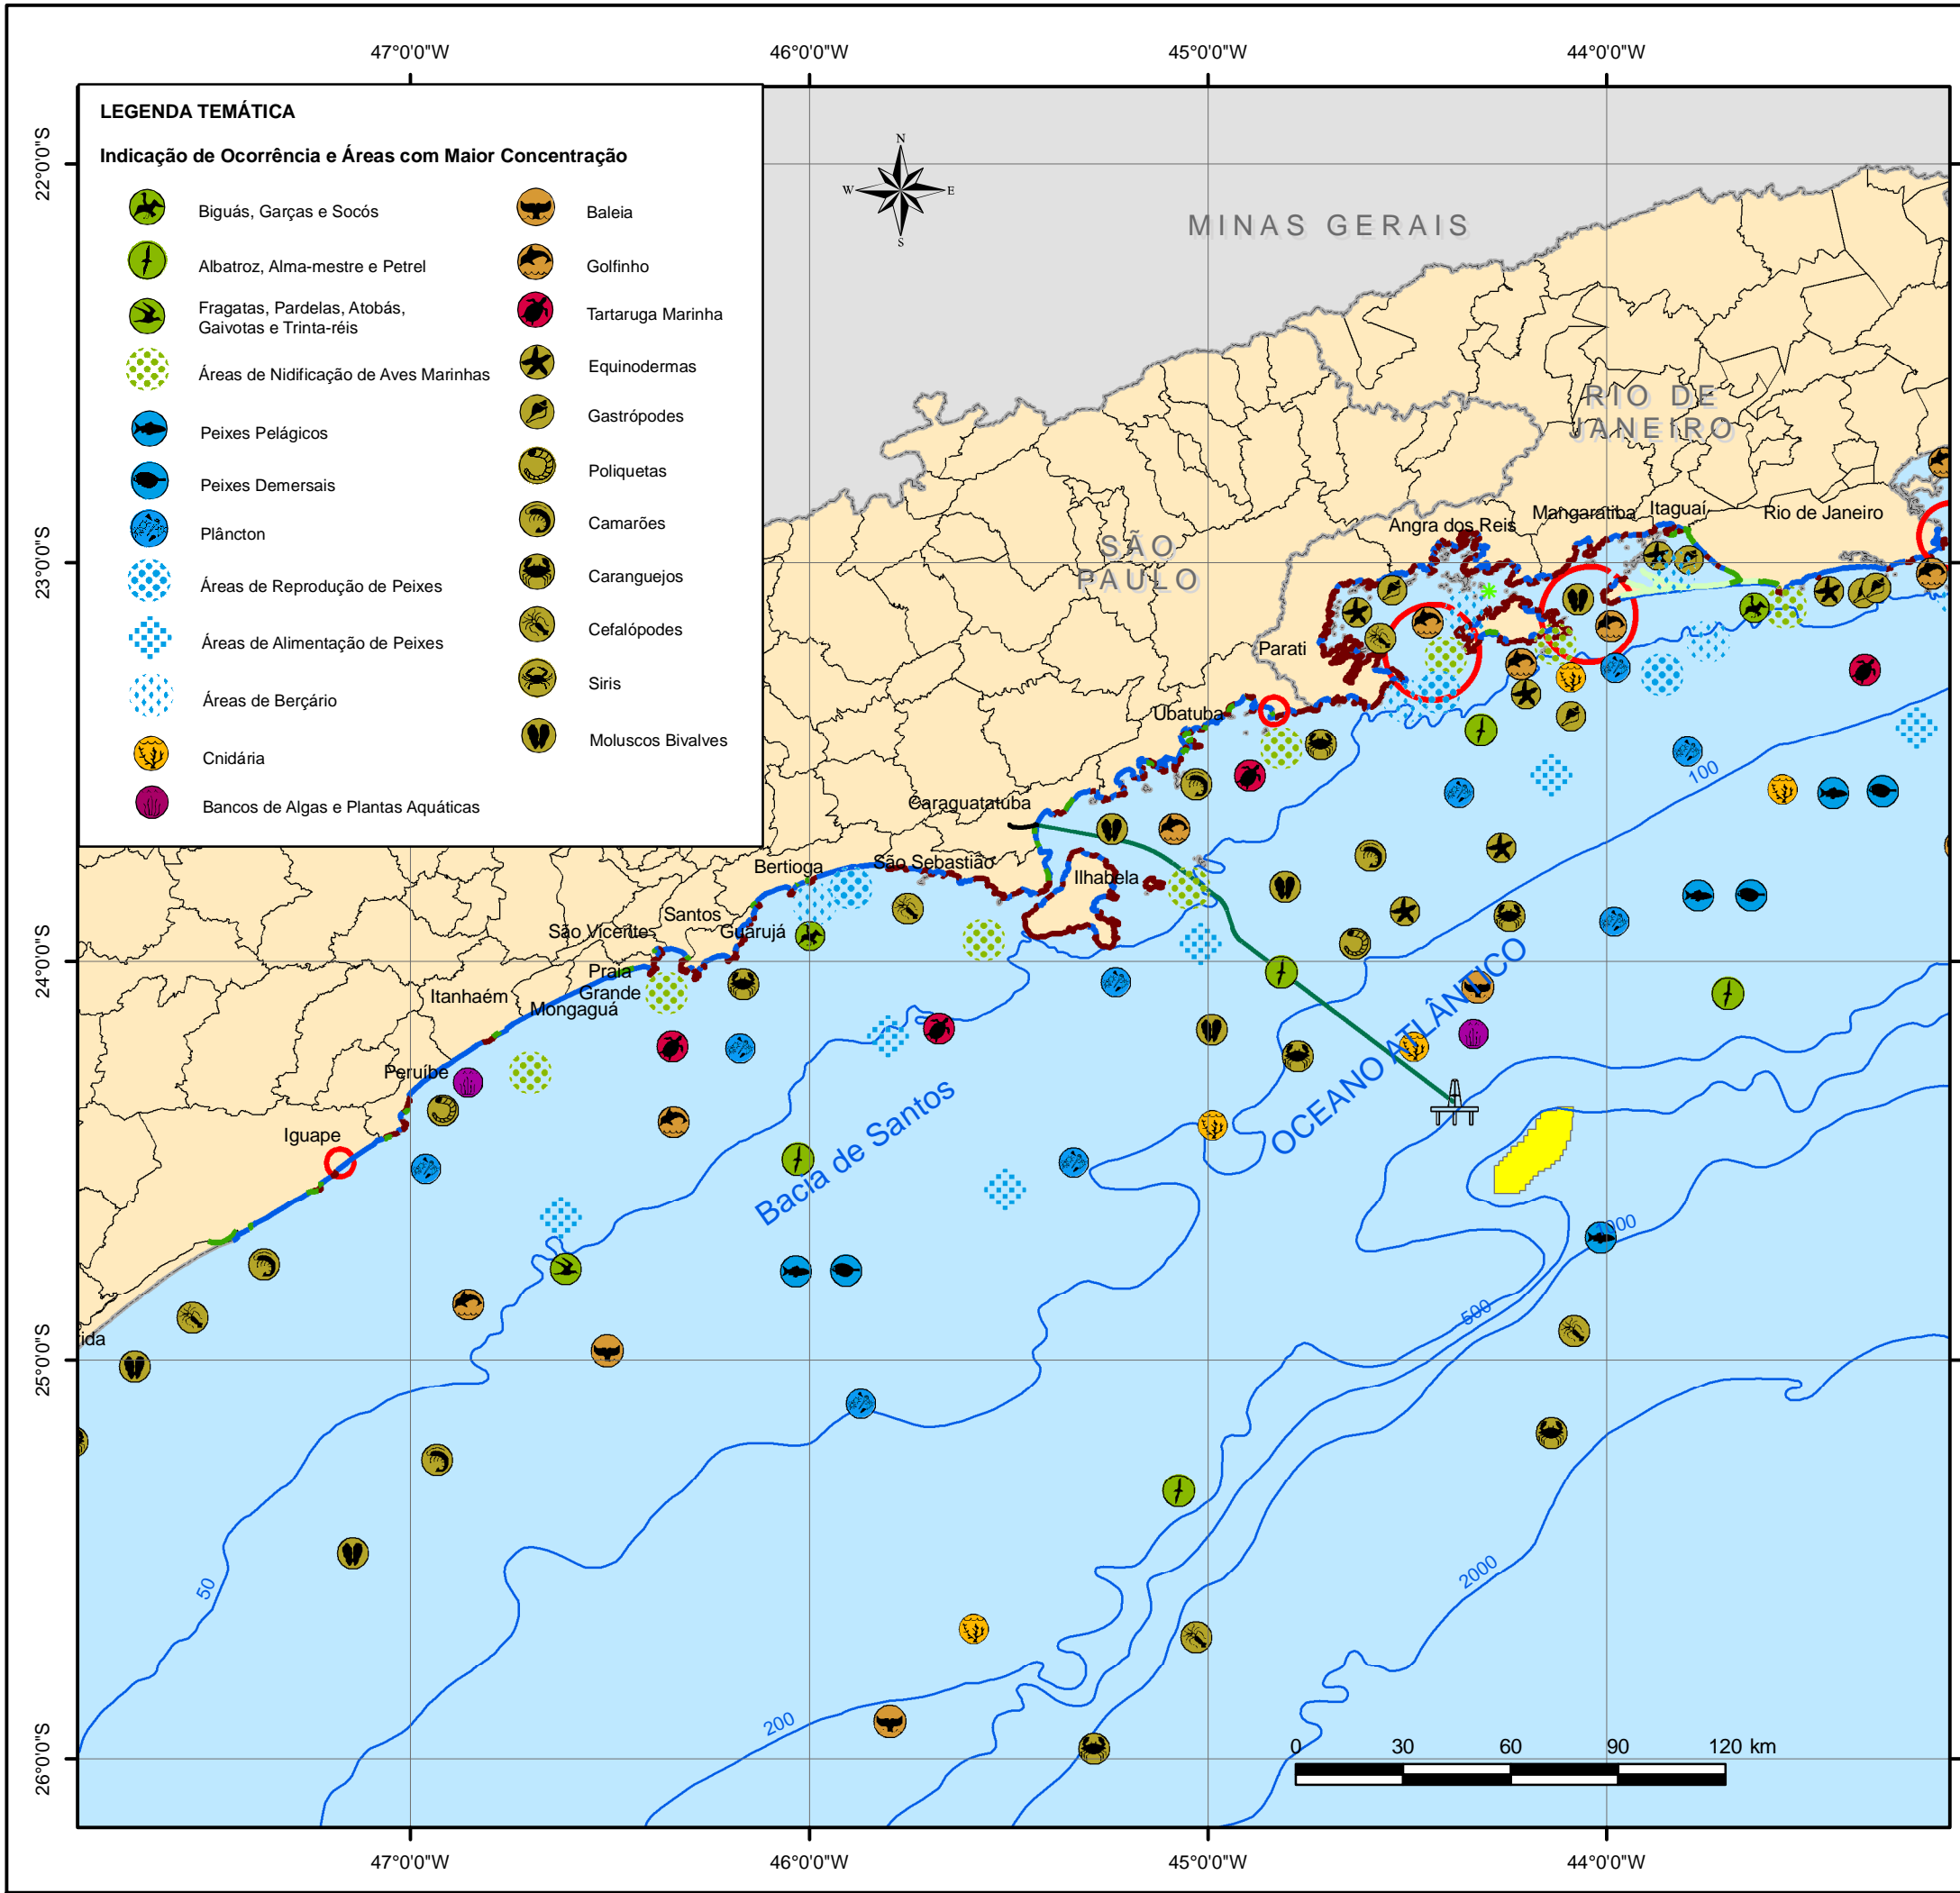 47°0'0"W
46°0'0"W
45°0'0"W
44°0'0"W
22°0'0"S
23°0'0"S
24°0'0"S
25°0'0"S
26°0'0"S
LEGENDA TEMÁTICA
Indicação de Ocorrência e Áreas com Maior Concentração
Biguás, Garças e Socós
Albatroz, Alma-mestre e Petrel
Fragatas, Pardelas, Atobás,
Gaivotas e Trinta-réis
Áreas de Nidificação de Aves Marinhas
Peixes Pelágicos
Peixes Demersais
Plâncton
Áreas de Reprodução de Peixes
Áreas de Alimentação de Peixes
Áreas de Berçário
Cnidária
Bancos de Algas e Plantas Aquáticas
Baleia
Golfinho
Tartaruga Marinha
Equinodermas
Gastrópodes
Poliquetas
Camarões
Caranguejos
Cefalópodes
Siris
Moluscos Bivalves
N
W
E
S
MINAS GERAIS
RIO DE
JANEIRO
SÃO
PAULO
Angra dos Reis
Mangaratiba
Itaguaí
Rio de Janeiro
Parati
Ubatuba
Caraguatatuba
São Sebastião
Ilhabela
Bertioga
Santos
São Vicente
Guarujá
Praia
Grande
Itanhaém
Mongaguá
Peruíbe
Iguape
ida
Bacia de Santos
OCEANO ATLÂNTICO
100
50
200
500
2000
0
30
60
90
120 km
47°0'0"W
46°0'0"W
45°0'0"W
44°0'0"W